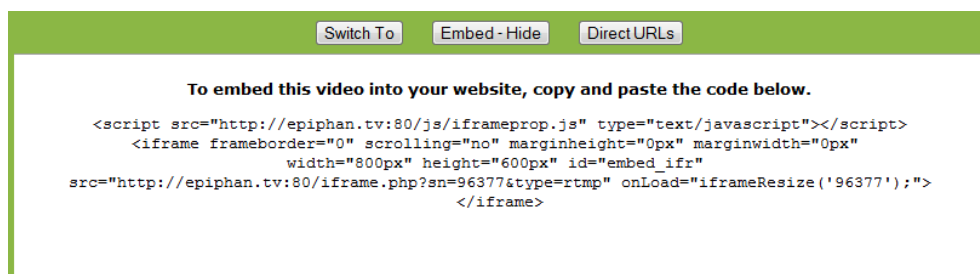 Switch To Embed - Hide Direct URLs
To embed this video into your website, copy and paste the code below.
<script src="http://epiphan.tv:80/js/iframeprop.js" type="text/javascript"></script>
<iframe frameborder="0" scrolling="no" marginheight="0px" marginwidth="0px"
width="800px" height="600px" id="embed_ifr"
src="http://epiphan.tv:80/iframe.php?sn=96377&type=rtmp" onLoad="iframeResize('96377');">
</iframe>